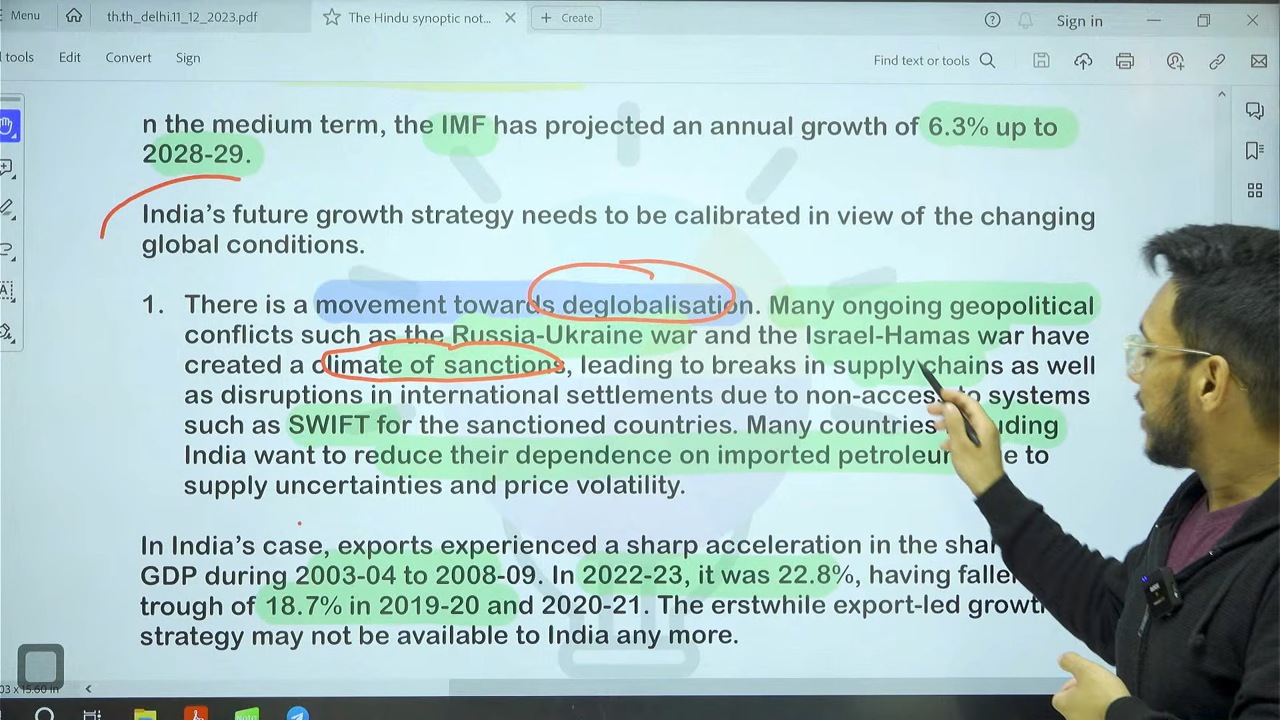 Menu
th.th_delhi.11_12_2023.pdf
The Hindu synoptic not...
Create
Sign in
tools
Edit
Convert
Sign
Find text or tools
n the medium term, the IMF has projected an annual growth of 6.3% up to
2028-29.
India's future growth strategy needs to be calibrated in view of the changing
global conditions.
1. There is a movement towards deglobalisation. Many ongoing geopolitical
conflicts such as the Russia-Ukraine war and the Israel-Hamas war have
created a climate of sanctions, leading to breaks in supply chains as well
as disruptions in international settlements due to non-access to systems
such as SWIFT for the sanctioned countries. Many countries
India want to reduce their dependence on imported to
supply uncertainties and price volatility.
In India's case, exports experienced a sharp acceleration in the
GDP during 2003-04 to 2008-09. In 2022-23, it was 22.8%, having
trough of 18.7% in 2019-20 and 2020-21. The erstwhile export-led
strategy may not be available to India any more.